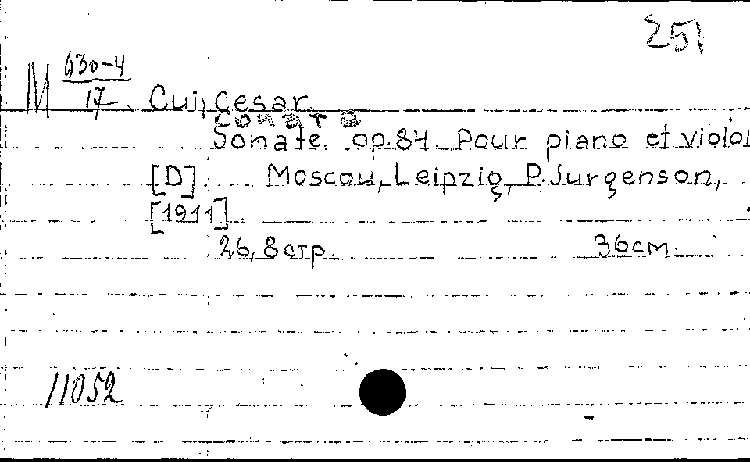 251
M 630-4
17
Cui, Cesar.
Соната
Sonate. op.84 Pour piano et violon
[D] Moscou, Leipzig, P. Jurgenson,
[1911]
26, 8 стр. 36 см.
11052